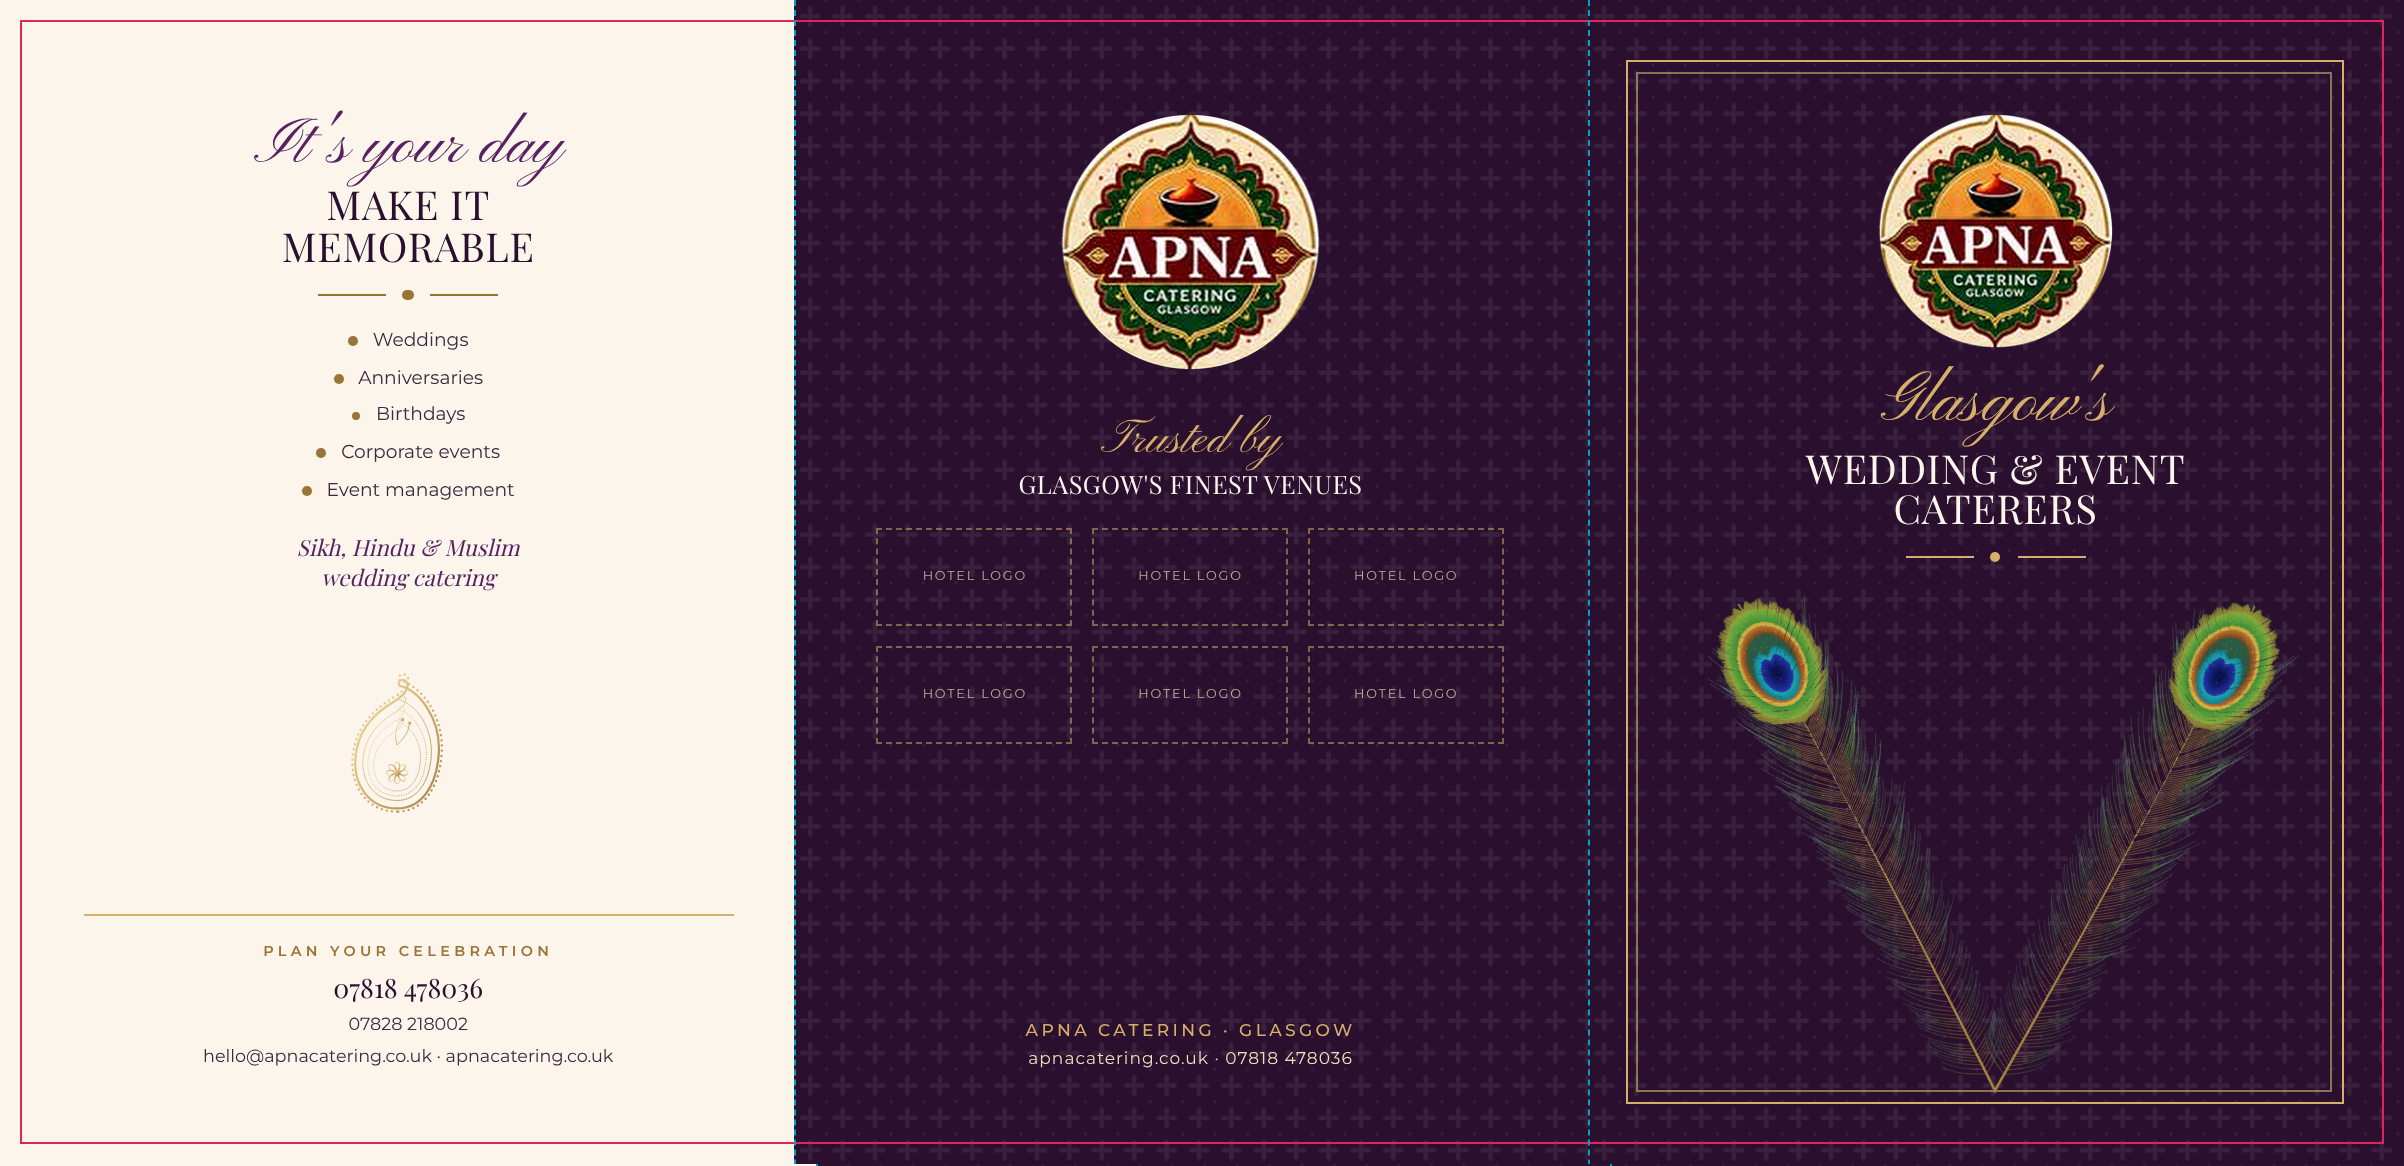 It's your day
MAKE IT
MEMORABLE
Weddings
Anniversaries
Birthdays
Corporate events
Event management
Sikh, Hindu & Muslim
wedding catering
PLAN YOUR CELEBRATION
07818 478036
07828 218002
hello@apnacatering.co.uk · apnacatering.co.uk
APNA
CATERING
GLASGOW
Trusted by
GLASGOW'S FINEST VENUES
HOTEL LOGO HOTEL LOGO HOTEL LOGO
HOTEL LOGO HOTEL LOGO HOTEL LOGO
APNA CATERING · GLASGOW
apnacatering.co.uk · 07818 478036
APNA
CATERING
GLASGOW
Glasgow's
WEDDING & EVENT
CATERERS